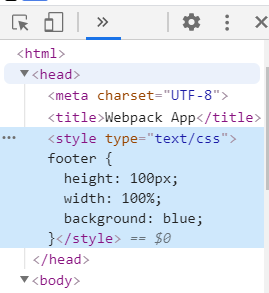 <html>
<head>
<meta charset="UTF-8">
<title>Webpack App</title>
<style type="text/css">
footer {
height: 100px;
width: 100%;
background: blue;
}</style> == $0
</head>
<body>